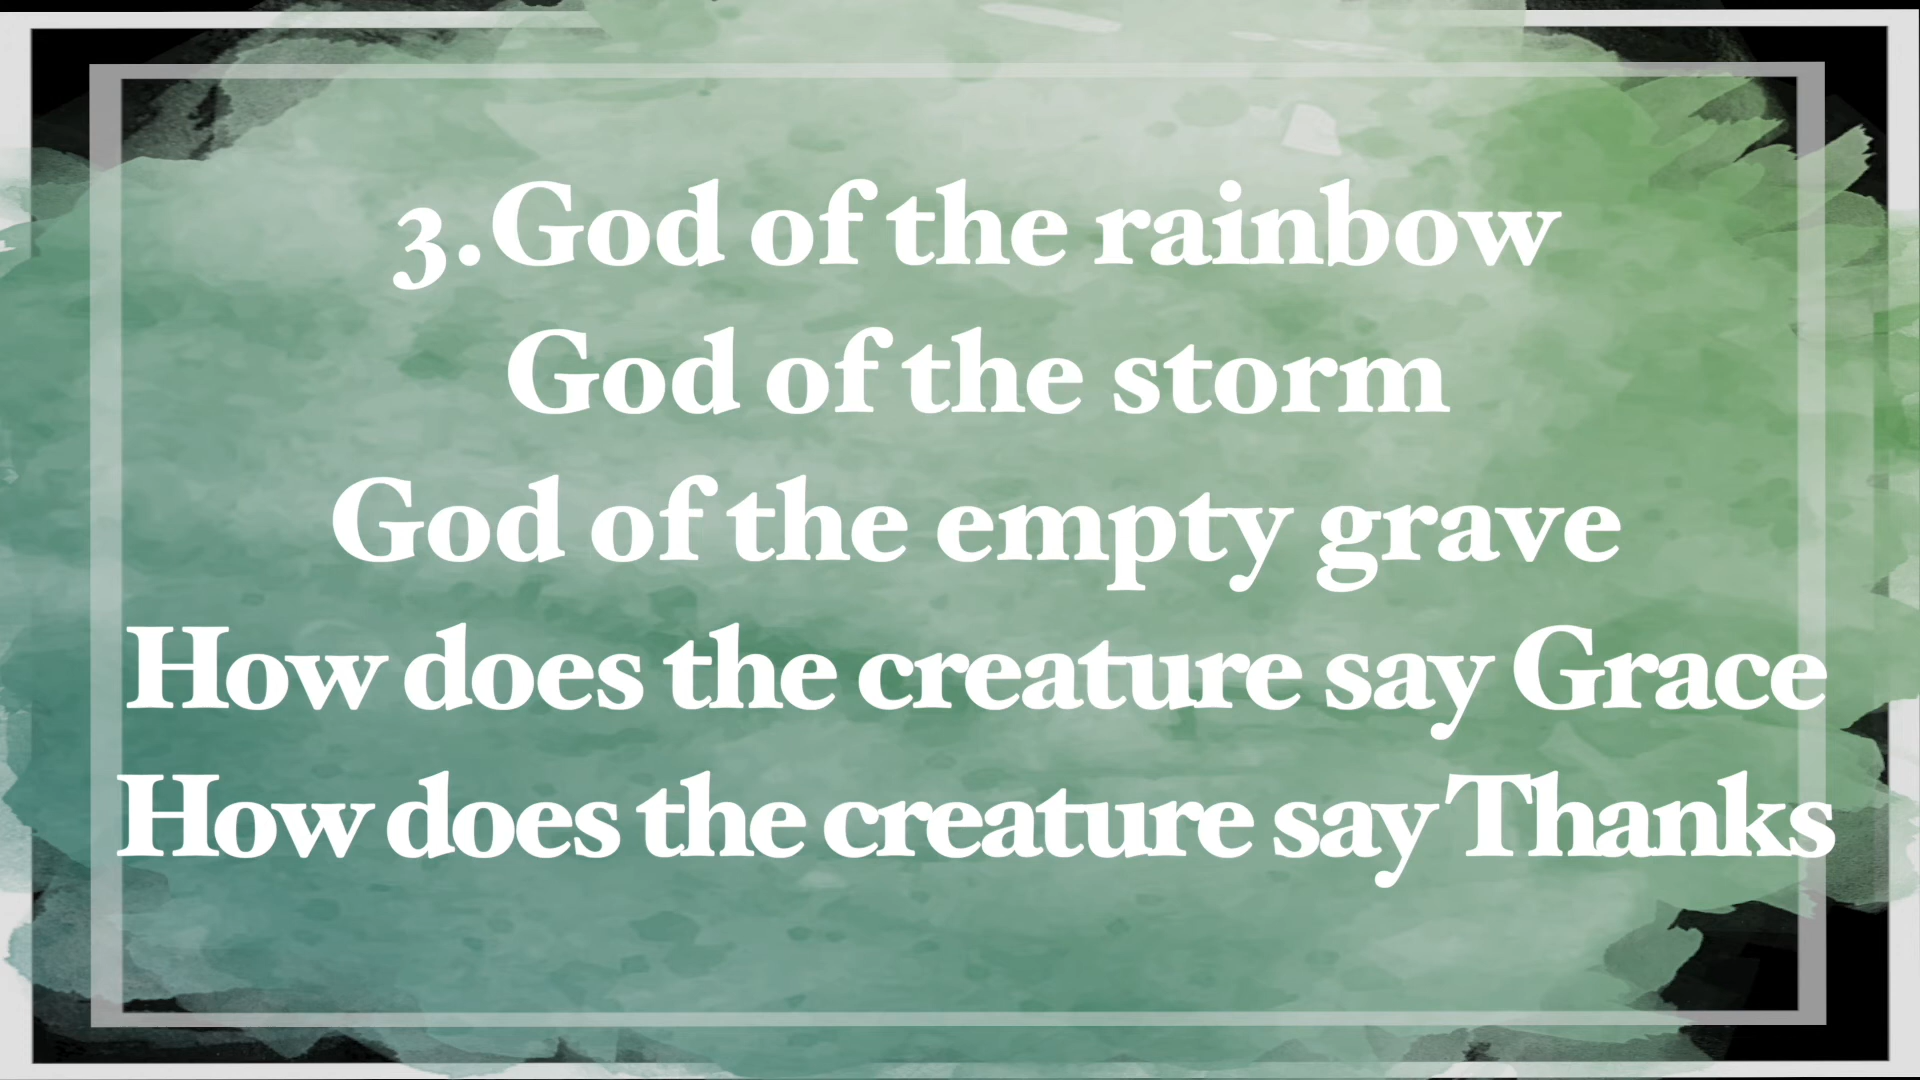 3. God of the rainbow
God of the storm
God of the empty grave
How does the creature say Grace
How does the creature say Thanks